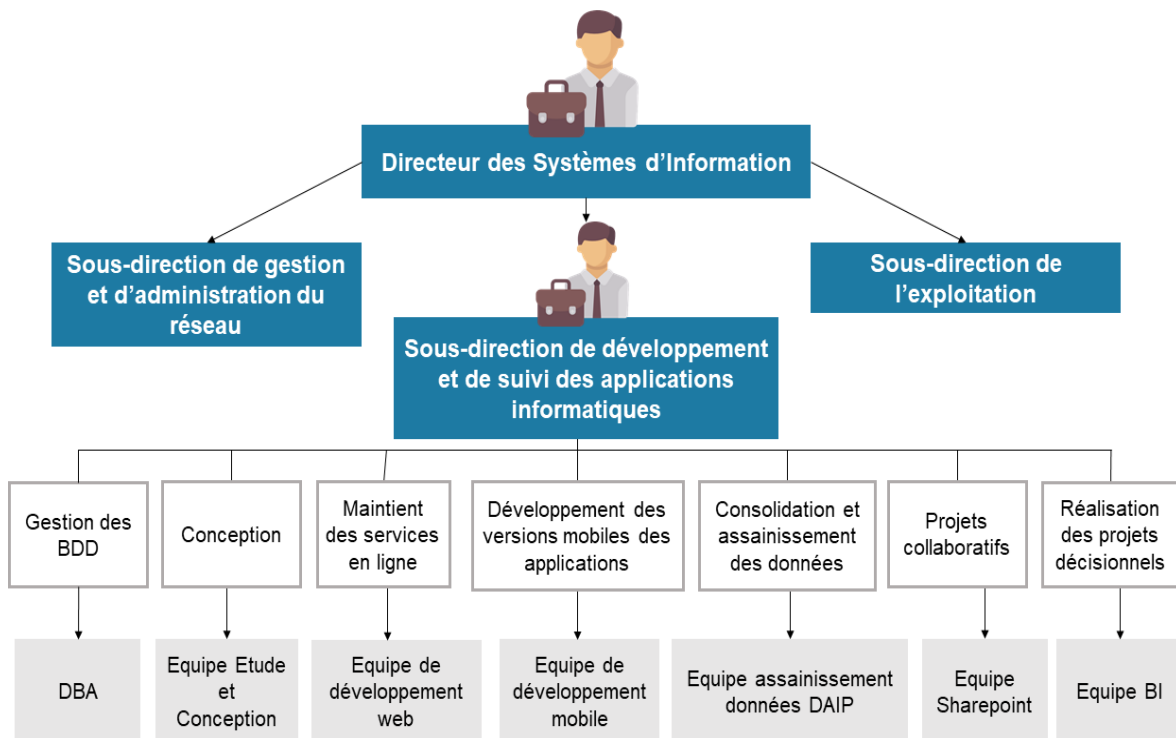 Directeur des Systèmes d’Information
Sous-direction de gestion
et d’administration du
réseau
Sous-direction de développement
et de suivi des applications
informatiques
Sous-direction de
l’exploitation
Gestion des
BDD
Conception
Maintient
des services
en ligne
Développement des
versions mobiles des
applications
Consolidation et
assainissement
des données
Projets
collaboratifs
Réalisation
des projets
décisionnels
DBA
Equipe Etude
et
Conception
Equipe de
développement
web
Equipe de
développement
mobile
Equipe assainissement
données DAIP
Equipe
Sharepoint
Equipe BI